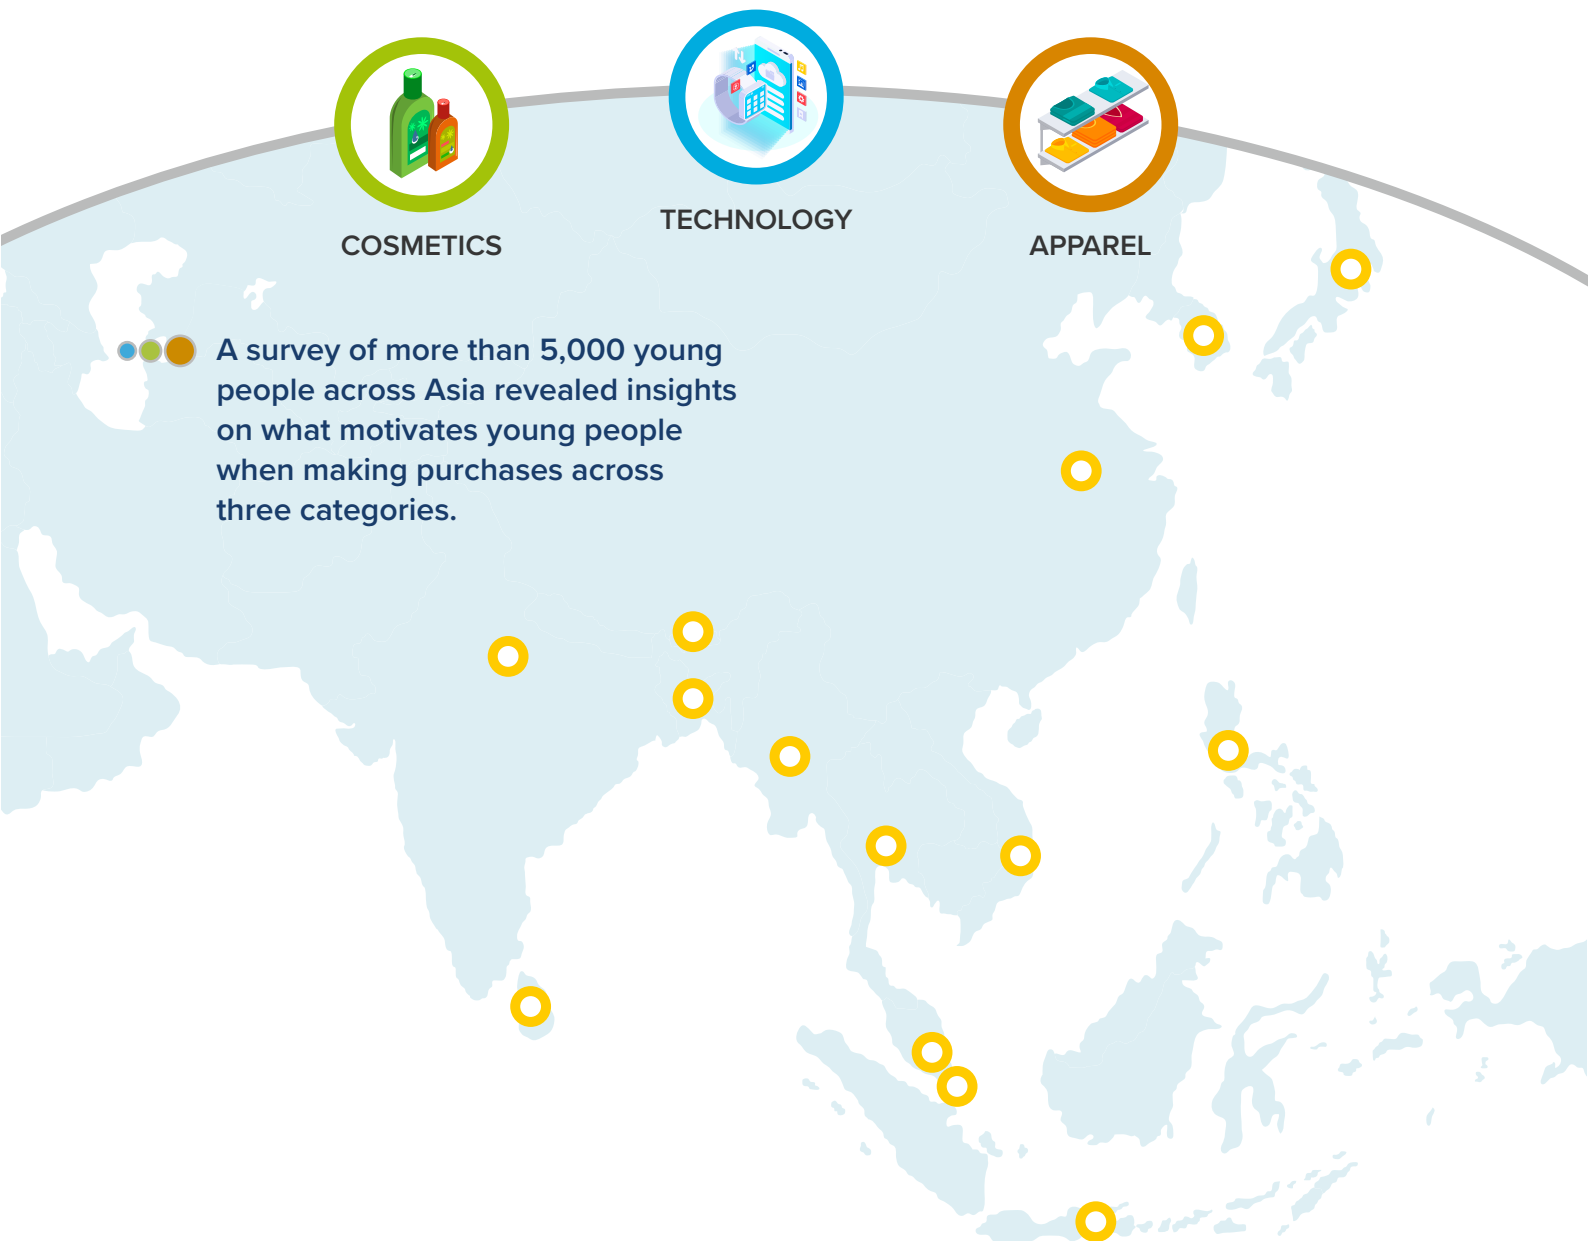 COSMETICS
TECHNOLOGY
APPAREL
A survey of more than 5,000 young
people across Asia revealed insights
on what motivates young people
when making purchases across
three categories.